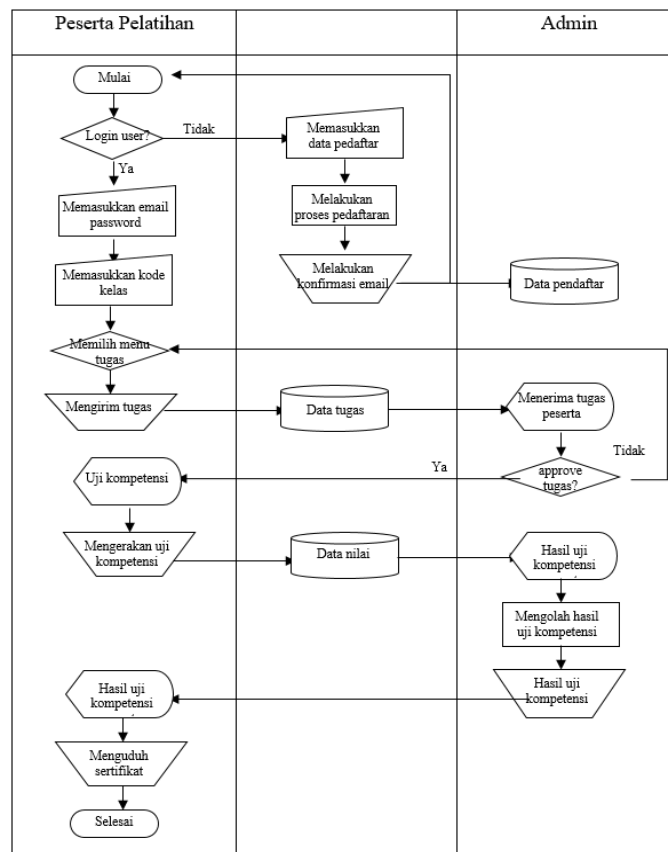 Peserta Pelatihan
Admin
Mulai
Login user?
Tidak
Memasukkan
data pedaftar
Ya
Memasukkan email
password
Melakukan
proses pedaftaran
Memasukkan kode
kelas
Melakukan
konfirmasi email
Data pendaftar
Memilih menu
tugas
Mengirim tugas
Data tugas
Menerima tugas
peserta
Tidak
Ya
approve
tugas?
Uji kompetensi
Mengerakan uji
kompetensi
Data nilai
Hasil uji
kompetensi
Mengolah hasil
uji kompetensi
Hasil uji
kompetensi
Hasil uji
kompetensi
Menguduh
sertifikat
Selesai